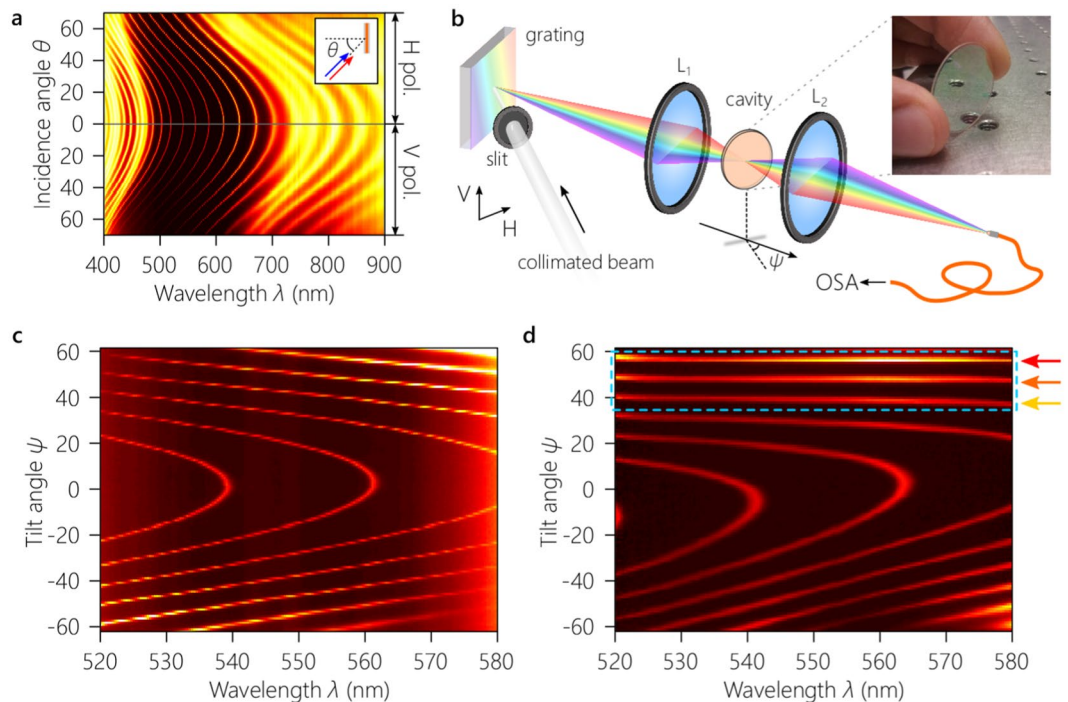 a
Incidence angle θ
60
40
20
0
20
40
60
400 500 600 700 800 900
Wavelength λ (nm)
θ
H pol.
V pol.
b
grating
slit
V
H
collimated beam
L₁
cavity
L₂
ψ
OSA
c
Tilt angle ψ
60
40
20
0
-20
-40
-60
520 530 540 550 560 570 580
Wavelength λ (nm)
d
Tilt angle ψ
60
40
20
0
-20
-40
-60
520 530 540 550 560 570 580
Wavelength λ (nm)